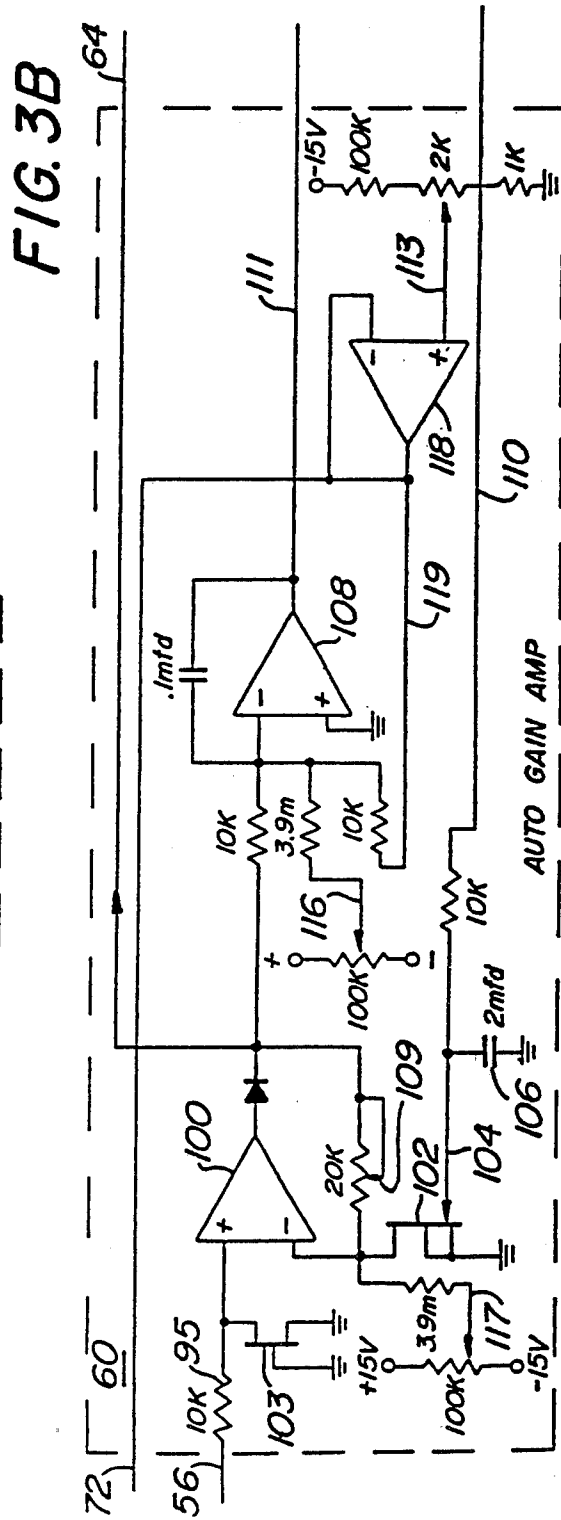 FIG. 3B
72
60
64
56
10K
95
103
100
+
-
+15V
100K
-15V
3.9m
117
20K
109
102
104
106
2mfd
10K
110
10K
3.9m
10K
116
+
100K
-
.1mfd
-
+
108
111
119
118
-
+
113
-15V
100K
2K
1K
AUTO GAIN AMP